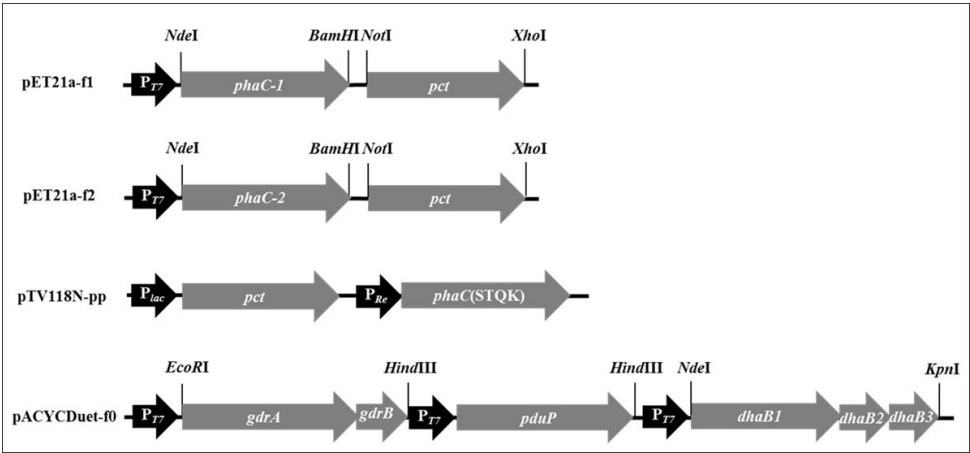 NdeI BamHI NotI XhoI
pET21a-f1 PT7 phaC-1 pct
NdeI BamHI NotI XhoI
pET21a-f2 PT7 phaC-2 pct
pTV118N-pp Plac pct PRe phaC(STQK)
EcoRI HindIII HindIII NdeI KpnI
pACYCDuet-f0 PT7 gdrA gdrB PT7 pduP PT7 dhaB1 dhaB2 dhaB3